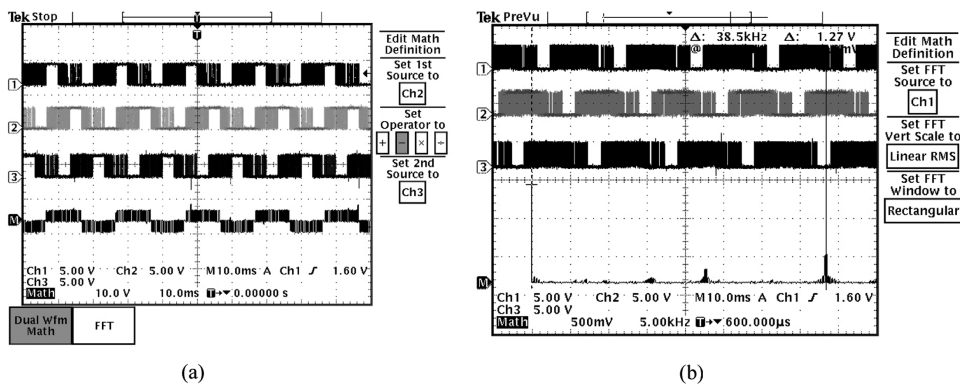 Tek Stop
Edit Math
Definition
Set 1st
Source to
Ch2
Set
Operator to
+ − × ÷
Set 2nd
Source to
Ch3
1
2
3
M
Ch1 5.00 V Ch2 5.00 V M10.0ms A Ch1 ∫ 1.60 V
Ch3 5.00 V
Math 10.0 V 10.0ms T→▼ 0.00000 s
Dual Wfm
Math
FFT
(a)
Tek PreVu
Δ: 38.5kHz Δ: 1.27 V
@
Edit Math
Definition
Set FFT
Source to
Ch1
Set FFT
Vert Scale to
Linear RMS
Set FFT
Window to
Rectangular
1
2
3
M
Ch1 5.00 V Ch2 5.00 V M10.0ms A Ch1 ∫ 1.60 V
Ch3 5.00 V
Math 500mV 5.00kHz T→▼ 600.000µs
(b)